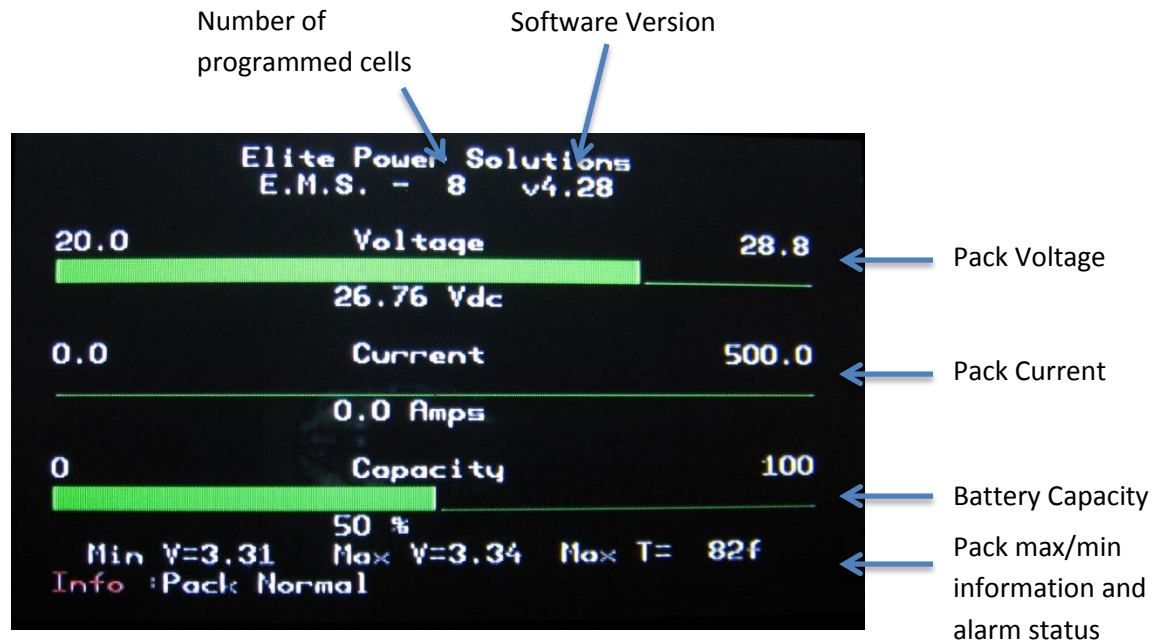 Number of
programmed cells
Software Version
Elite Power Solutions
E.M.S. - 8 v4.28
20.0 Voltage 28.8
Pack Voltage
26.76 Vdc
0.0 Current 500.0
Pack Current
0.0 Amps
0 Capacity 100
Battery Capacity
50 %
Min V=3.31 Max V=3.34 Max T= 82f
Info :Pack Normal
Pack max/min
information and
alarm status